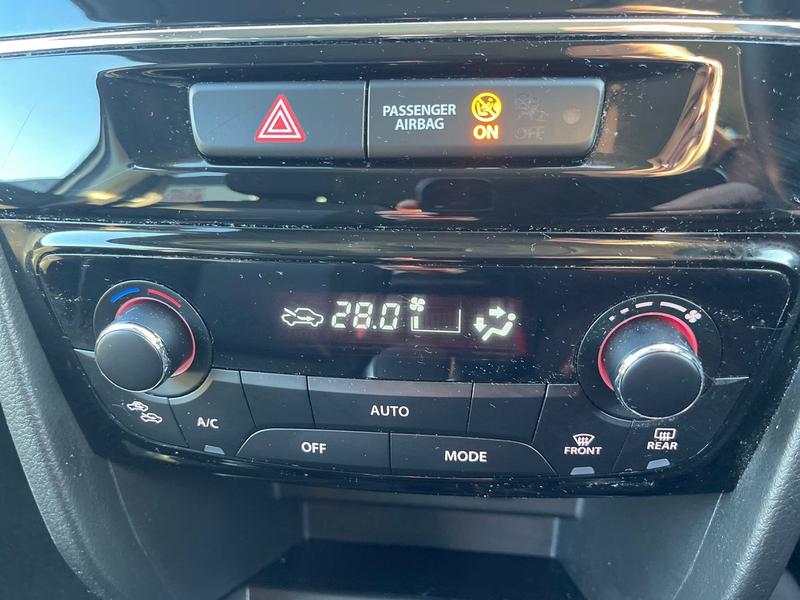 PASSENGER
AIRBAG
ON
OFF
28.0
A/C
AUTO
OFF
MODE
FRONT
REAR